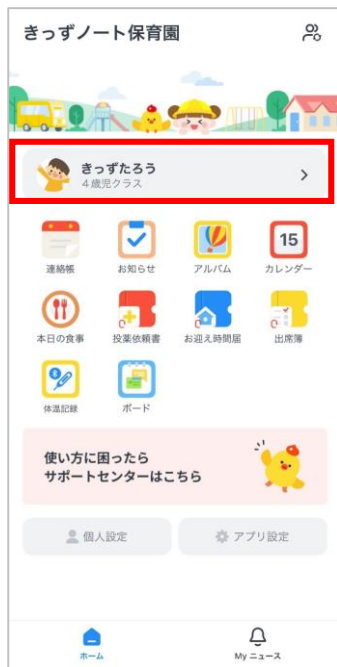 きっずノート保育園
きっずたろう
4歳児クラス
連絡帳
お知らせ
アルバム
15
カレンダー
本日の食事
投薬依頼書
お迎え時間届
出席簿
体温記録
ボード
使い方に困ったら
サポートセンターはこちら
個人設定
アプリ設定
ホーム
My ニュース